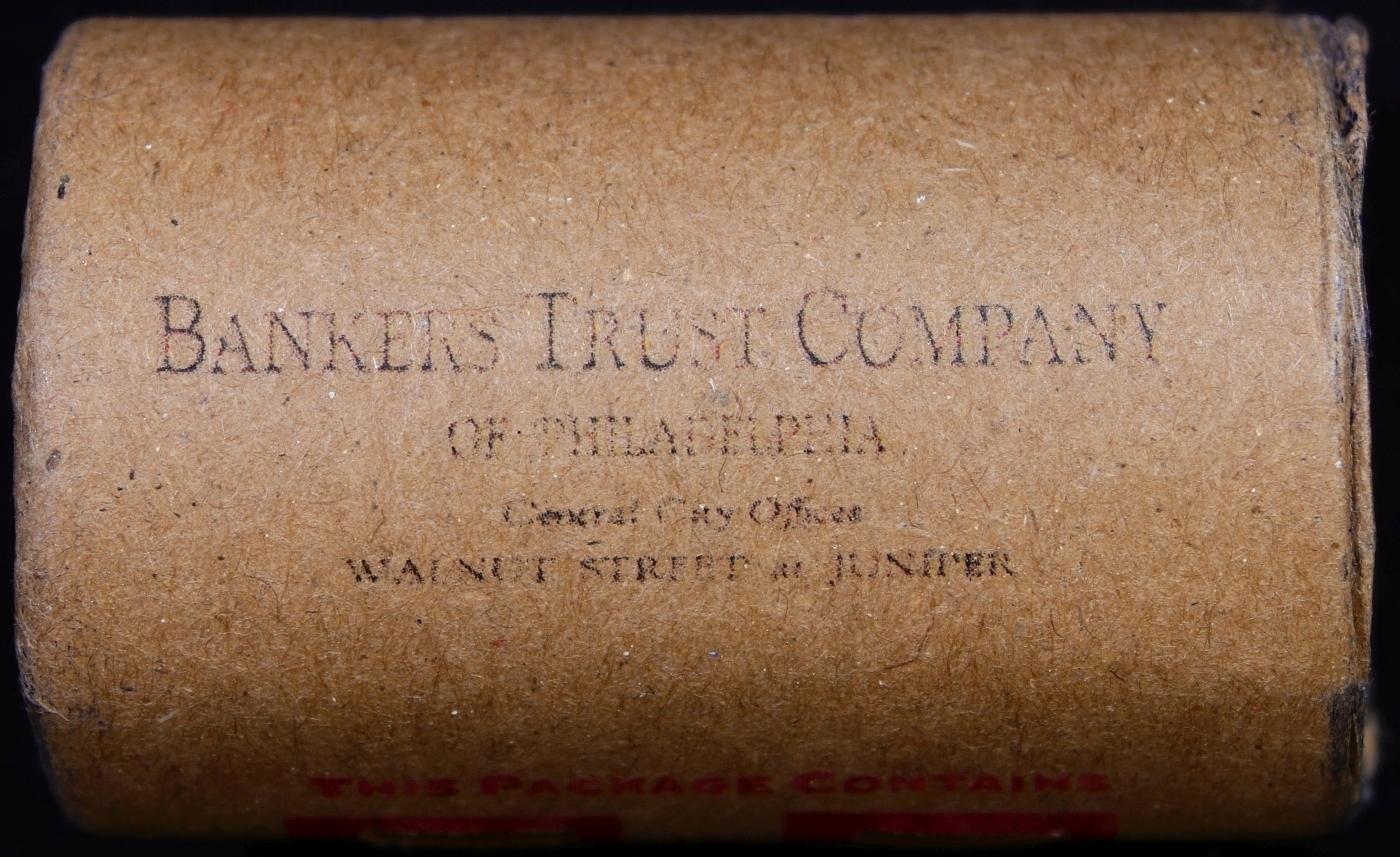 BANKERS TRUST COMPANY
OF PHILADELPHIA
Central City Offices
WALNUT STREET at JUNIPER
THIS PACKAGE CONTAINS